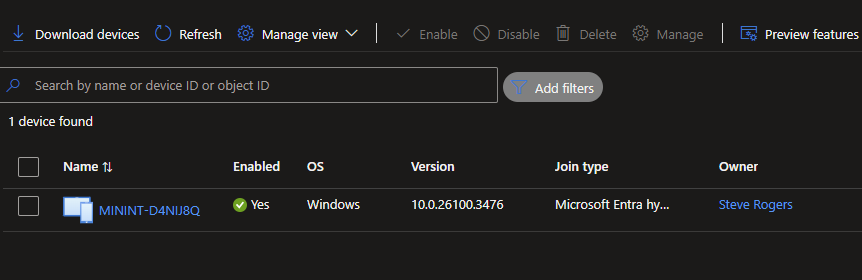 Download devices Refresh Manage view Enable Disable Delete Manage Preview features
Search by name or device ID or object ID Add filters
1 device found
Name Enabled OS Version Join type Owner
MININT-D4NIJ8Q Yes Windows 10.0.26100.3476 Microsoft Entra hy... Steve Rogers